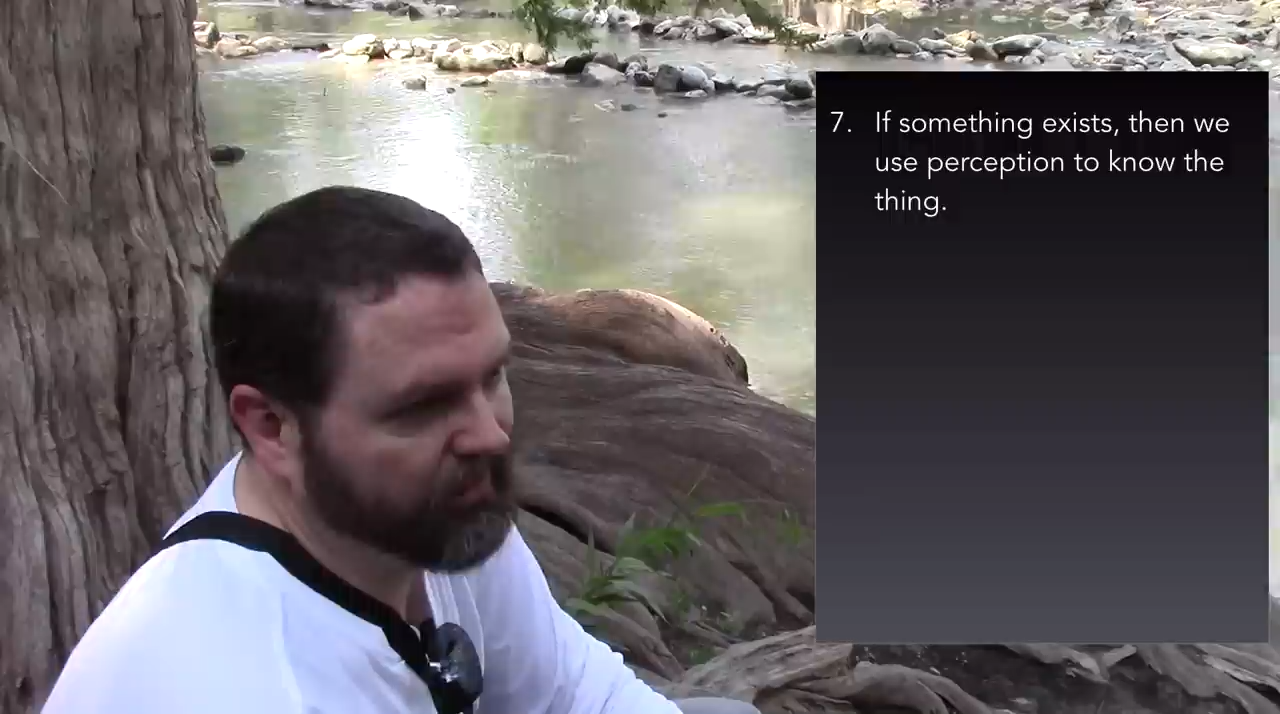 7. If something exists, then we
use perception to know the
thing.